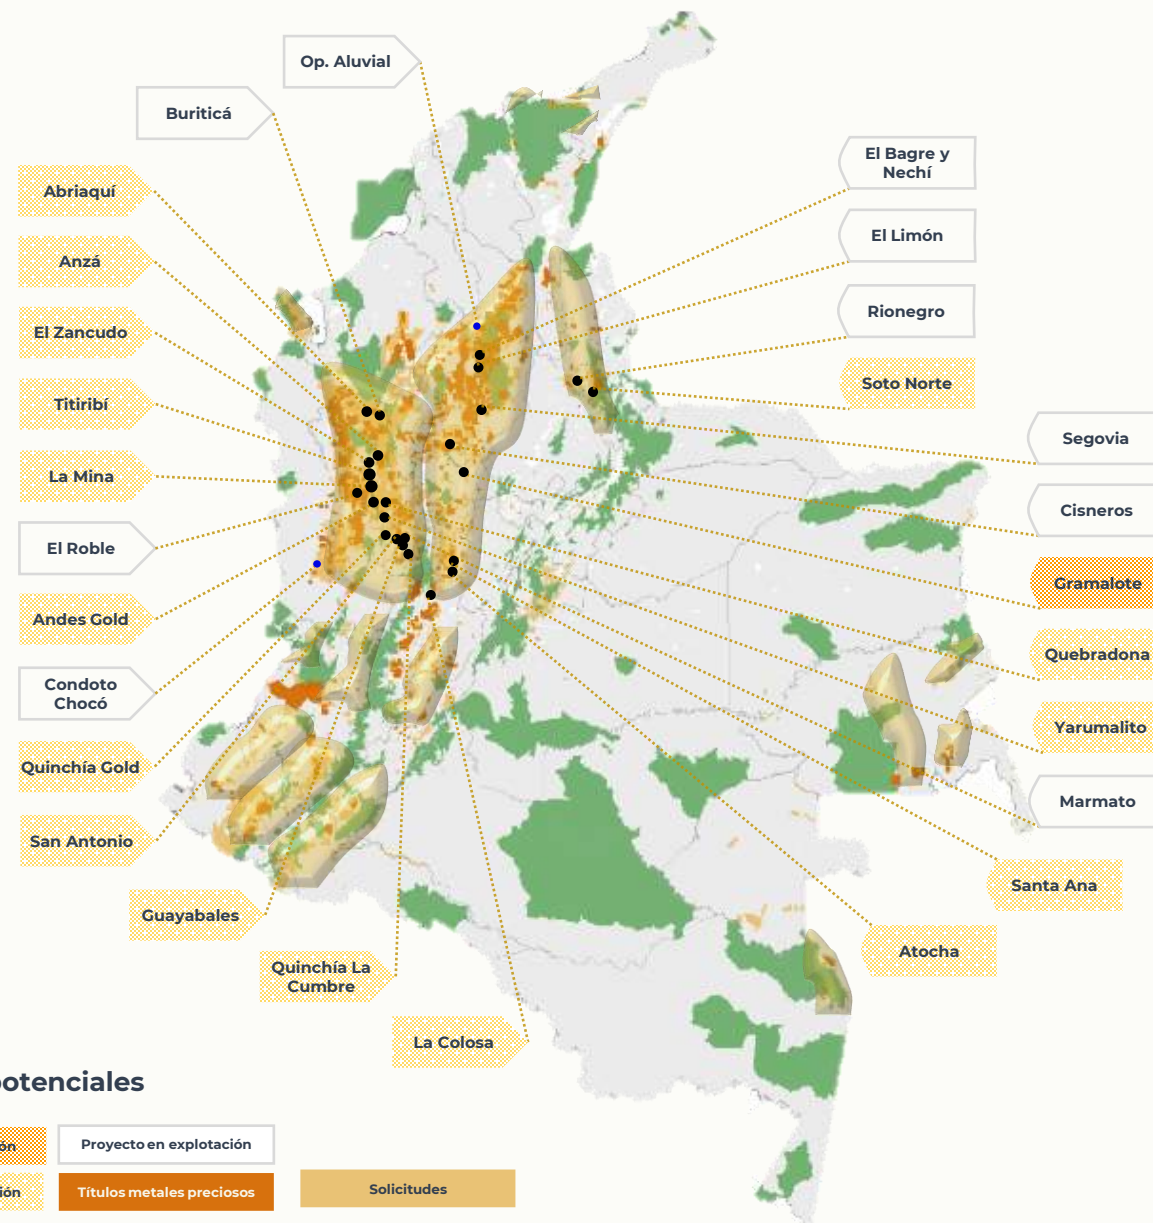 Op. Aluvial
Buriticá
Abriaquí
Anzá
El Zancudo
Titiribí
La Mina
El Roble
Andes Gold
Condoto
Chocó
Quinchía Gold
San Antonio
Guayabales
Quinchía La
Cumbre
La Colosa
El Bagre y
Nechí
El Limón
Rionegro
Soto Norte
Segovia
Cisneros
Gramalote
Quebradona
Yarumalito
Marmato
Santa Ana
Atocha
potenciales
ón
Proyecto en explotación
ión
Títulos metales preciosos
Solicitudes